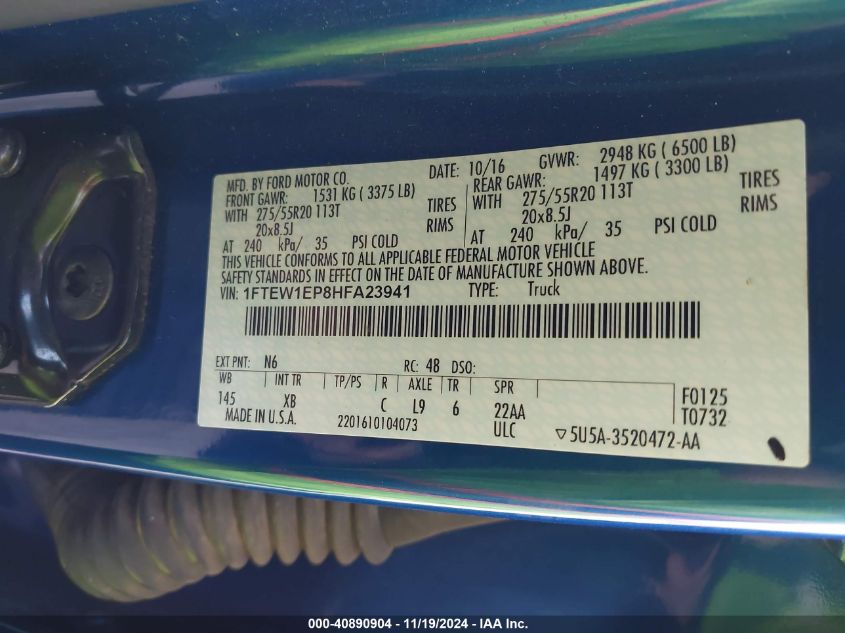 MFD. BY FORD MOTOR CO. DATE: 10/16 GVWR: 2948 KG ( 6500 LB)
FRONT GAWR: 1531 KG ( 3375 LB) REAR GAWR: 1497 KG ( 3300 LB)
WITH 275/55R20 113T TIRES WITH 275/55R20 113T TIRES
20x8.5J RIMS 20x8.5J RIMS
AT 240 kPa/ 35 PSI COLD AT 240 kPa/ 35 PSI COLD
THIS VEHICLE CONFORMS TO ALL APPLICABLE FEDERAL MOTOR VEHICLE
SAFETY STANDARDS IN EFFECT ON THE DATE OF MANUFACTURE SHOWN ABOVE.
VIN: 1FTEW1EP8HFA23941 TYPE: Truck
EXT PNT: N6 RC: 48 DSO:
WB INT TR TP/PS R AXLE TR SPR F0125
145 XB C L9 6 22AA T0732
MADE IN U.S.A. 2201610104073 ULC ▽5U5A-3520472-AA
000-40890904 - 11/19/2024 - IAA Inc.